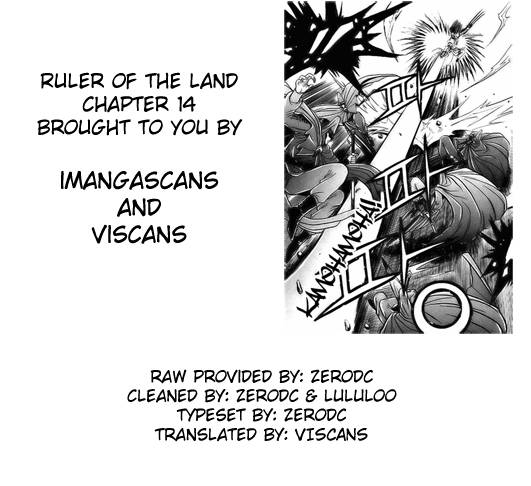 RULER OF THE LAND
CHAPTER 14
BROUGHT TO YOU BY
IMANGASCANS
AND
VISCANS
KAMOHAMOH!!
RAW PROVIDED BY: ZERODC
CLEANED BY: ZERODC & LULULOO
TYPESET BY: ZERODC
TRANSLATED BY: VISCANS